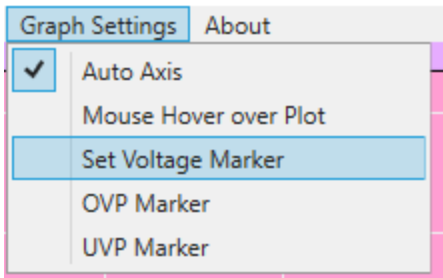 Graph Settings About
Auto Axis
Mouse Hover over Plot
Set Voltage Marker
OVP Marker
UVP Marker